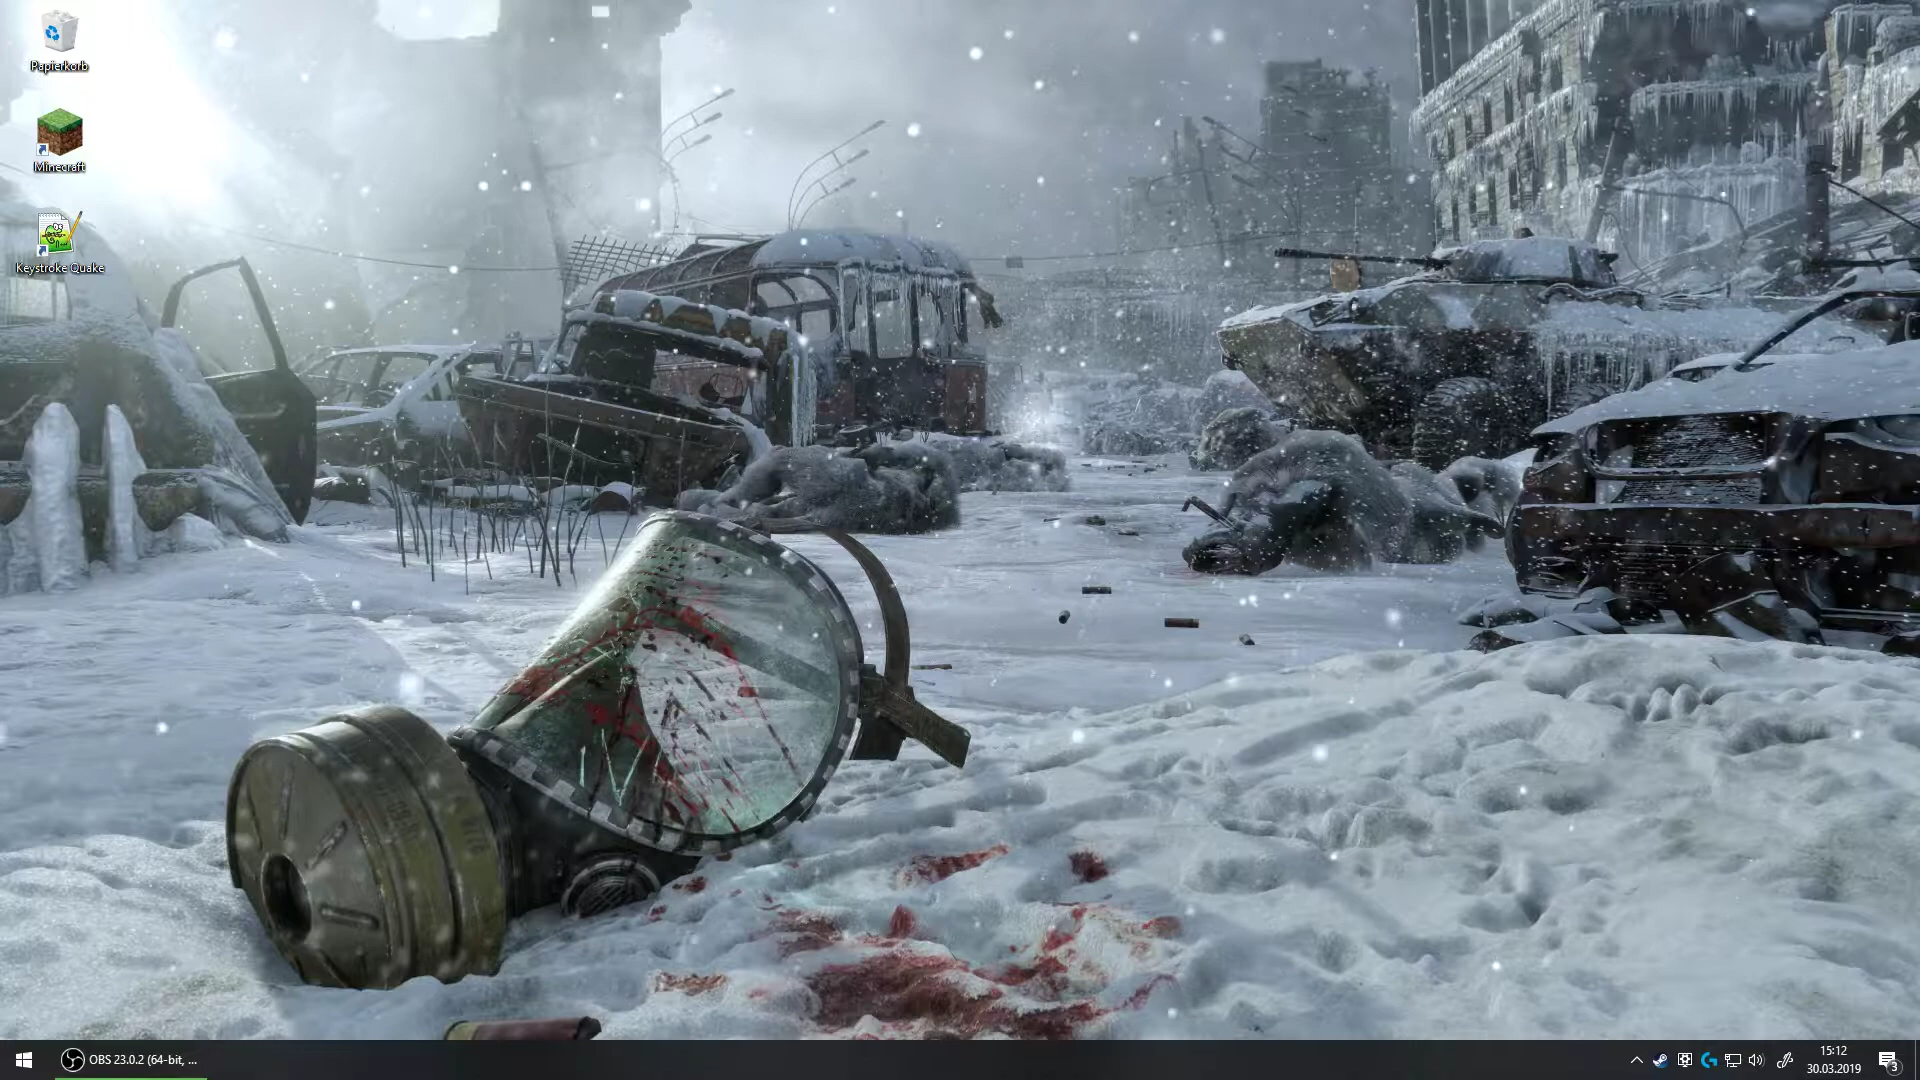 Papierkorb
Minecraft
Keystroke Quake
OBS 23.0.2 (64-bit, ...
15:12
30.03.2019
3